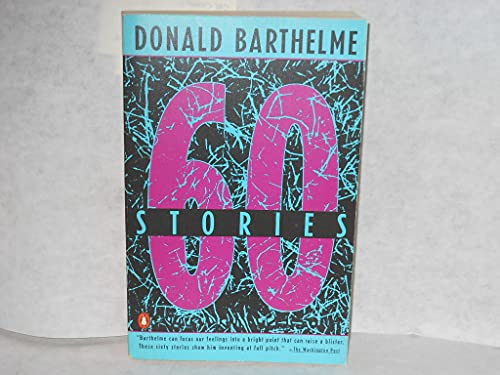 DONALD BARTHELME
60
STORIES
"Barthelme can focus our feelings into a bright point that can raise a blister.
These sixty stories show him inventing at full pitch." —The Washington Post